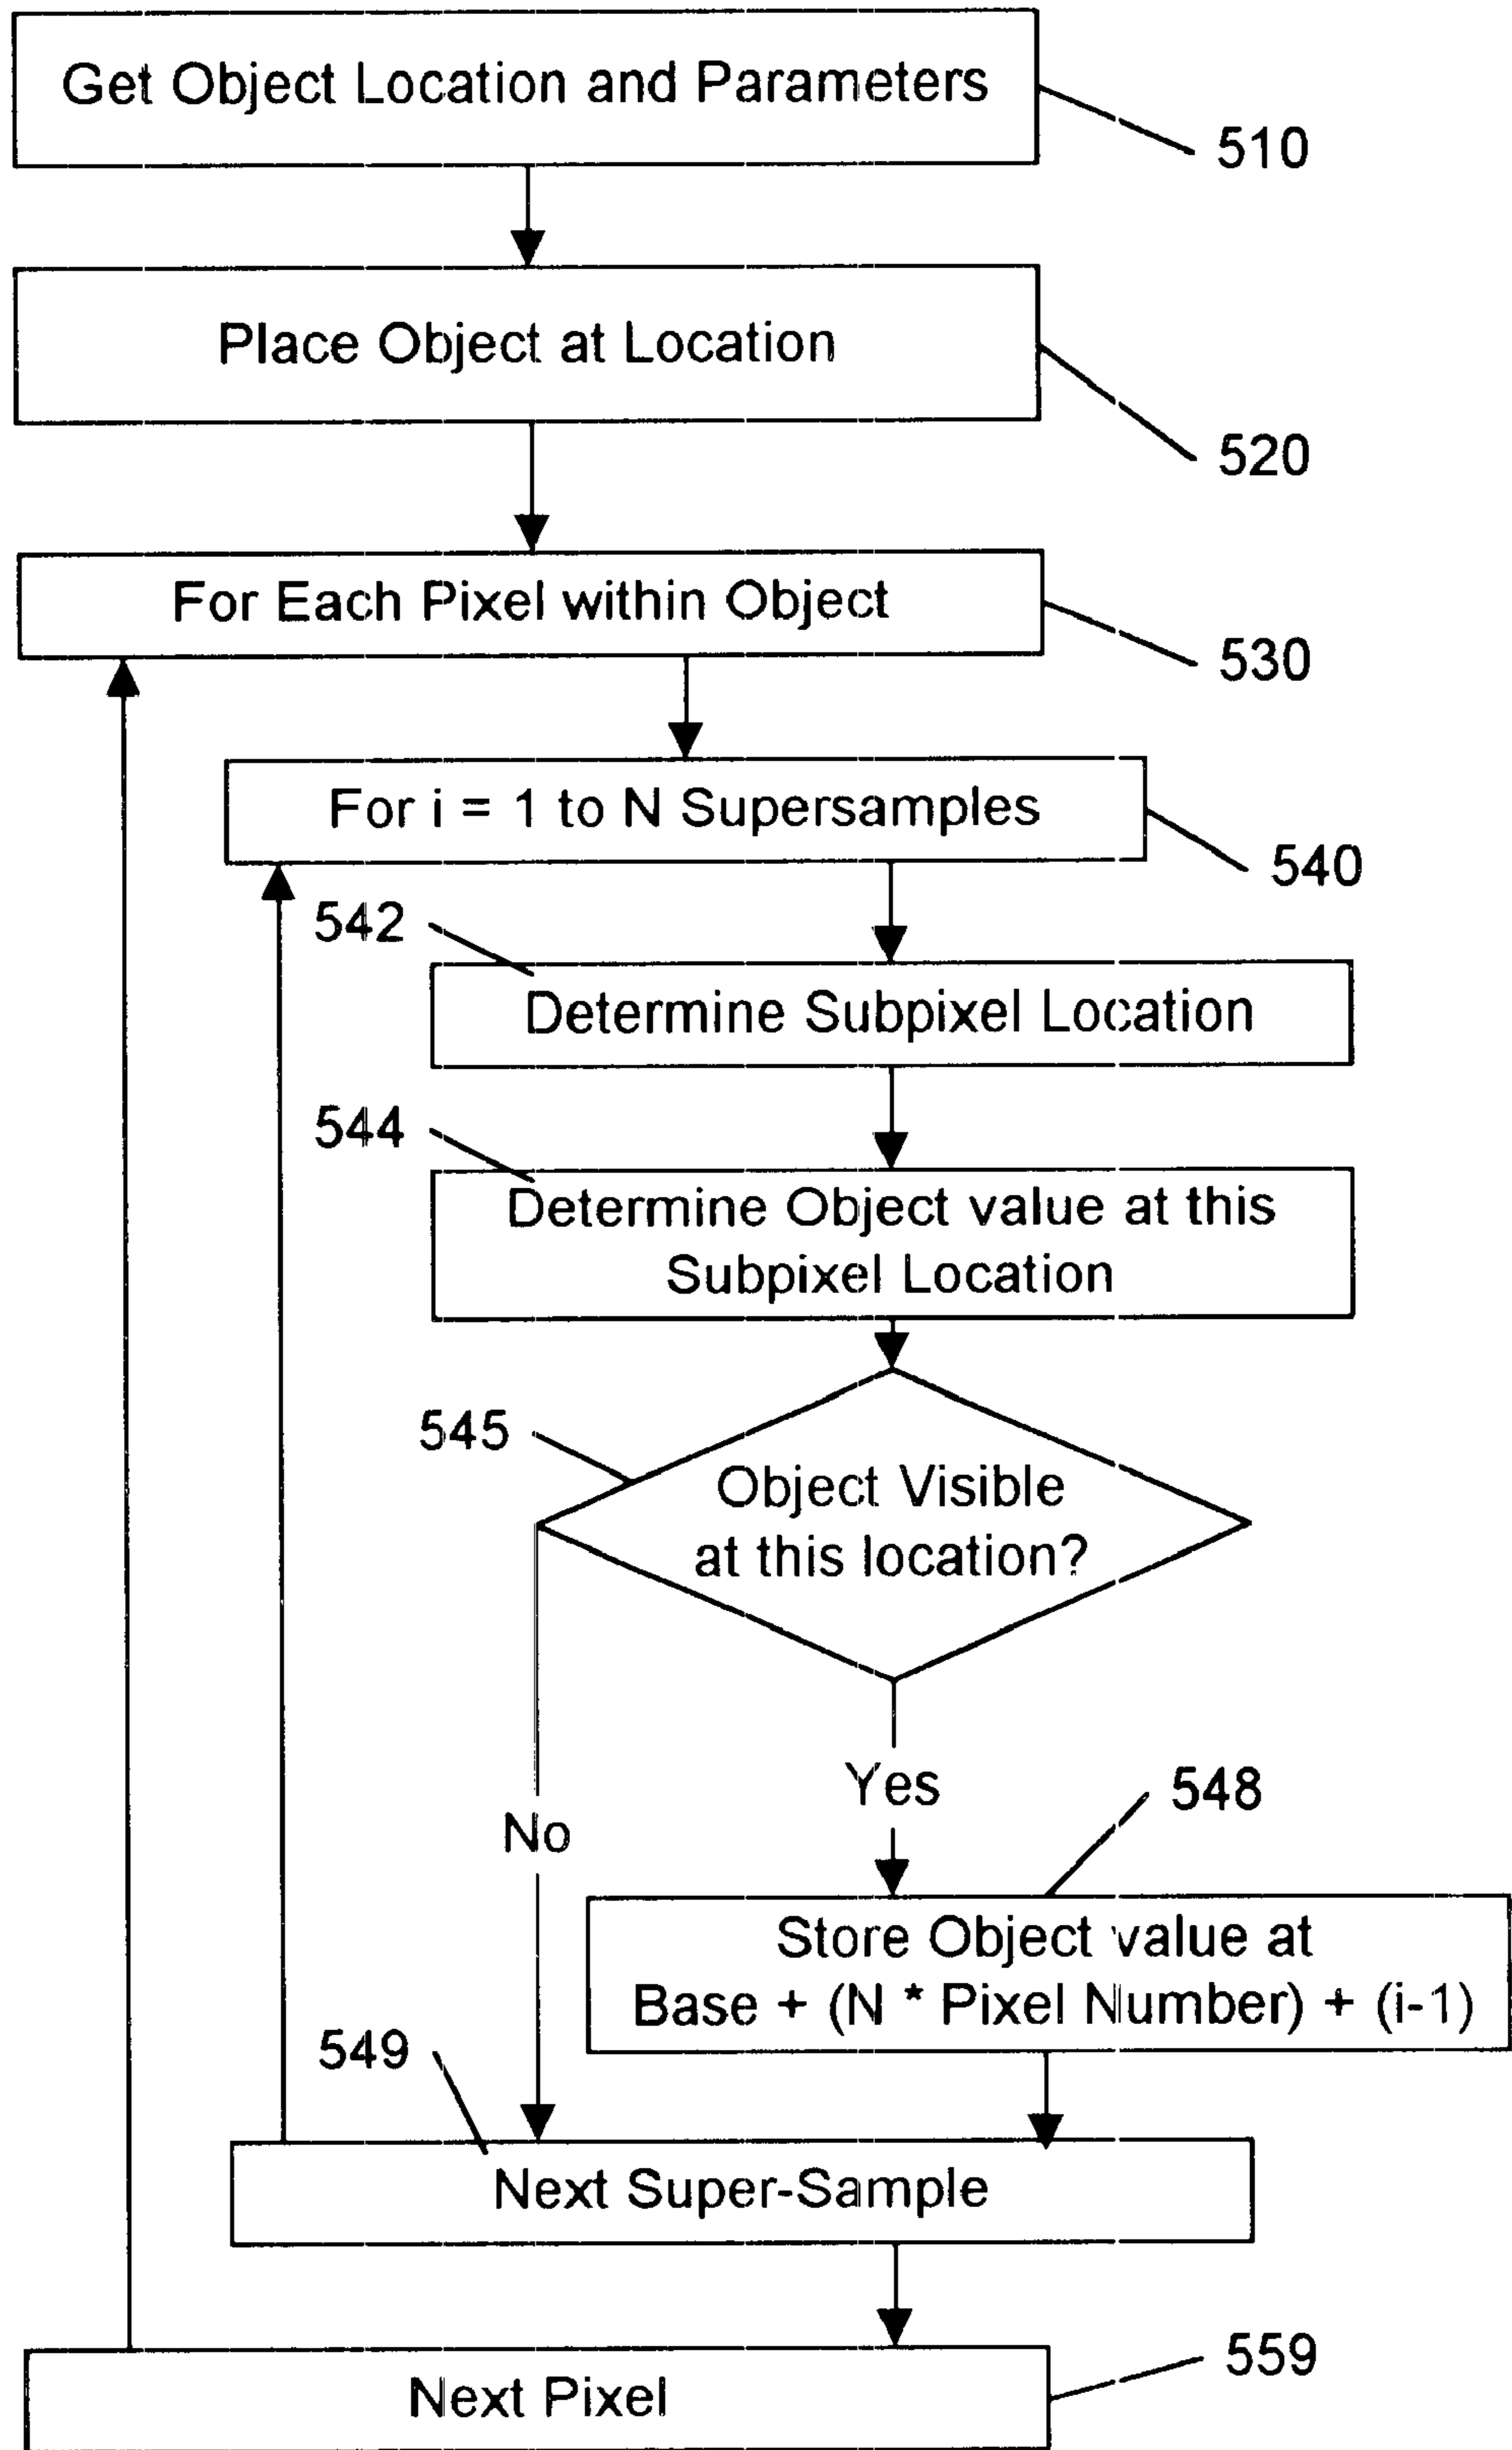 Get Object Location and Parameters
510
Place Object at Location
520
For Each Pixel within Object
530
For i = 1 to N Supersamples
540
542
Determine Subpixel Location
544
Determine Object value at this
Subpixel Location
545
Object Visible
at this location?
Yes
548
No
Store Object value at
Base + (N * Pixel Number) + (i-1)
549
Next Super-Sample
559
Next Pixel